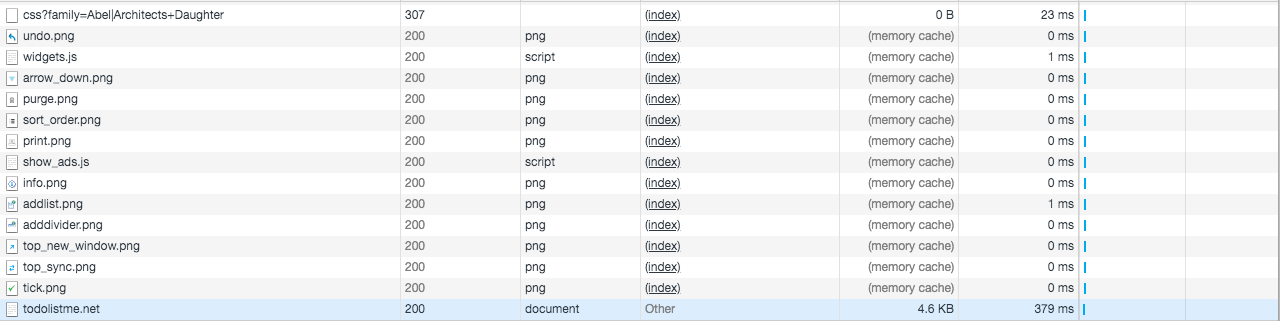 css?family=Abel|Architects+Daughter 307 (index) 0 B 23 ms
undo.png 200 png (index) (memory cache) 0 ms
widgets.js 200 script (index) (memory cache) 1 ms
arrow_down.png 200 png (index) (memory cache) 0 ms
purge.png 200 png (index) (memory cache) 0 ms
sort_order.png 200 png (index) (memory cache) 0 ms
print.png 200 png (index) (memory cache) 0 ms
show_ads.js 200 script (index) (memory cache) 0 ms
info.png 200 png (index) (memory cache) 0 ms
addlist.png 200 png (index) (memory cache) 1 ms
adddivider.png 200 png (index) (memory cache) 0 ms
top_new_window.png 200 png (index) (memory cache) 0 ms
top_sync.png 200 png (index) (memory cache) 0 ms
tick.png 200 png (index) (memory cache) 0 ms
todolistme.net 200 document Other 4.6 KB 379 ms